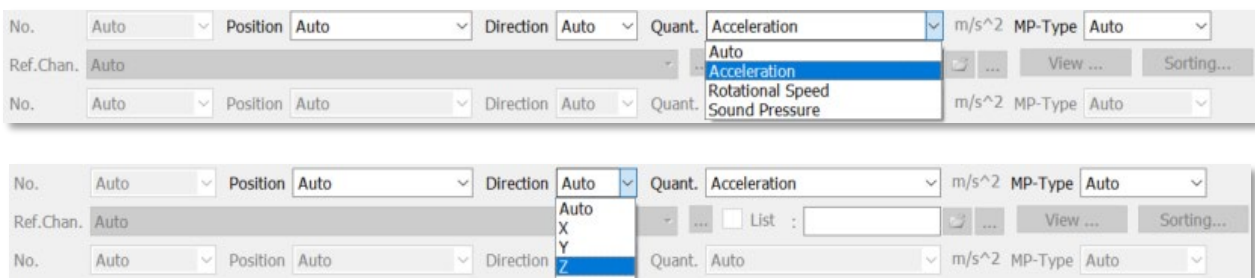 No. Auto Position Auto Direction Auto Quant. Acceleration m/s^2 MP-Type Auto
Auto
Ref.Chan. Auto ... Acceleration ... View ... Sorting...
Rotational Speed
No. Auto Position Auto Direction Auto Quant. Sound Pressure m/s^2 MP-Type Auto
No. Auto Position Auto Direction Auto Quant. Acceleration m/s^2 MP-Type Auto
Auto
Ref.Chan. Auto X ... List : ... View ... Sorting...
Y
No. Auto Position Auto Direction Z Quant. Auto m/s^2 MP-Type Auto